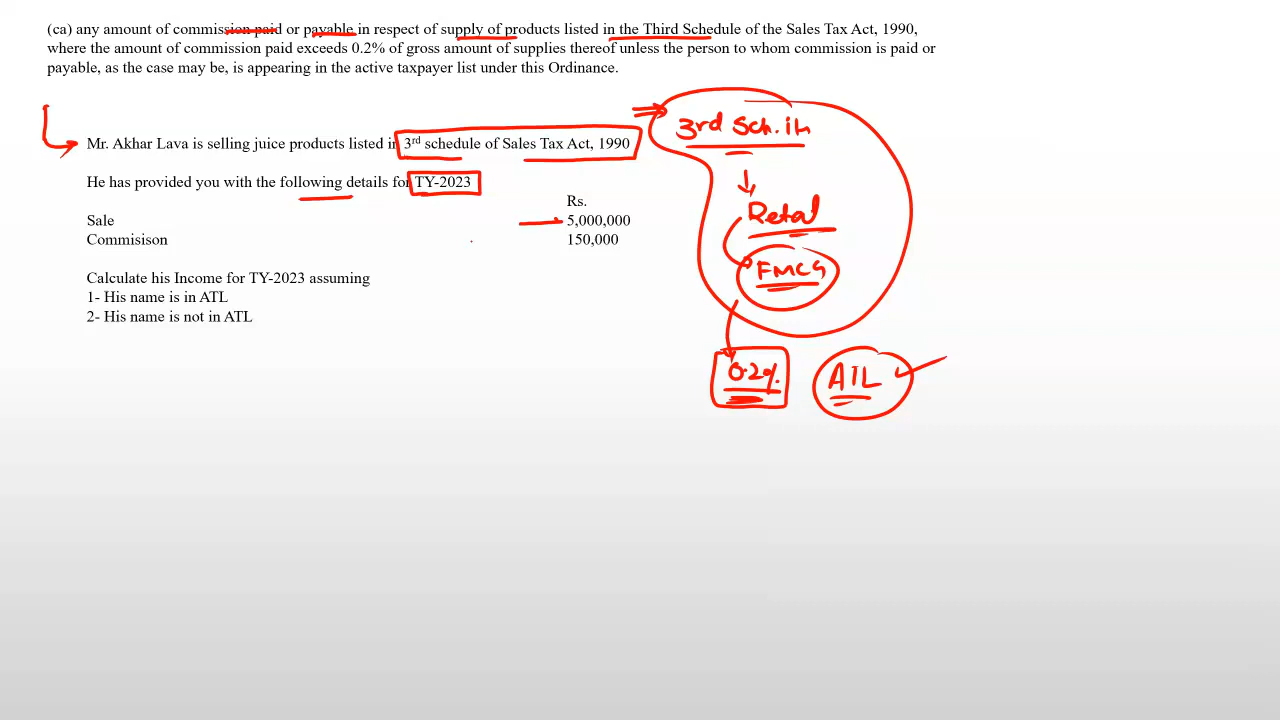 (ca) any amount of commission paid or payable in respect of supply of products listed in the Third Schedule of the Sales Tax Act, 1990,
where the amount of commission paid exceeds 0.2% of gross amount of supplies thereof unless the person to whom commission is paid or
payable, as the case may be, is appearing in the active taxpayer list under this Ordinance.
3rd Sch. ih
Mr. Akhar Lava is selling juice products listed in 3rd schedule of Sales Tax Act, 1990
He has provided you with the following details for TY-2023
Rs.
Retal
Sale 5,000,000
Commisison 150,000
FMCG
Calculate his Income for TY-2023 assuming
1- His name is in ATL
2- His name is not in ATL
0.2%. ATL